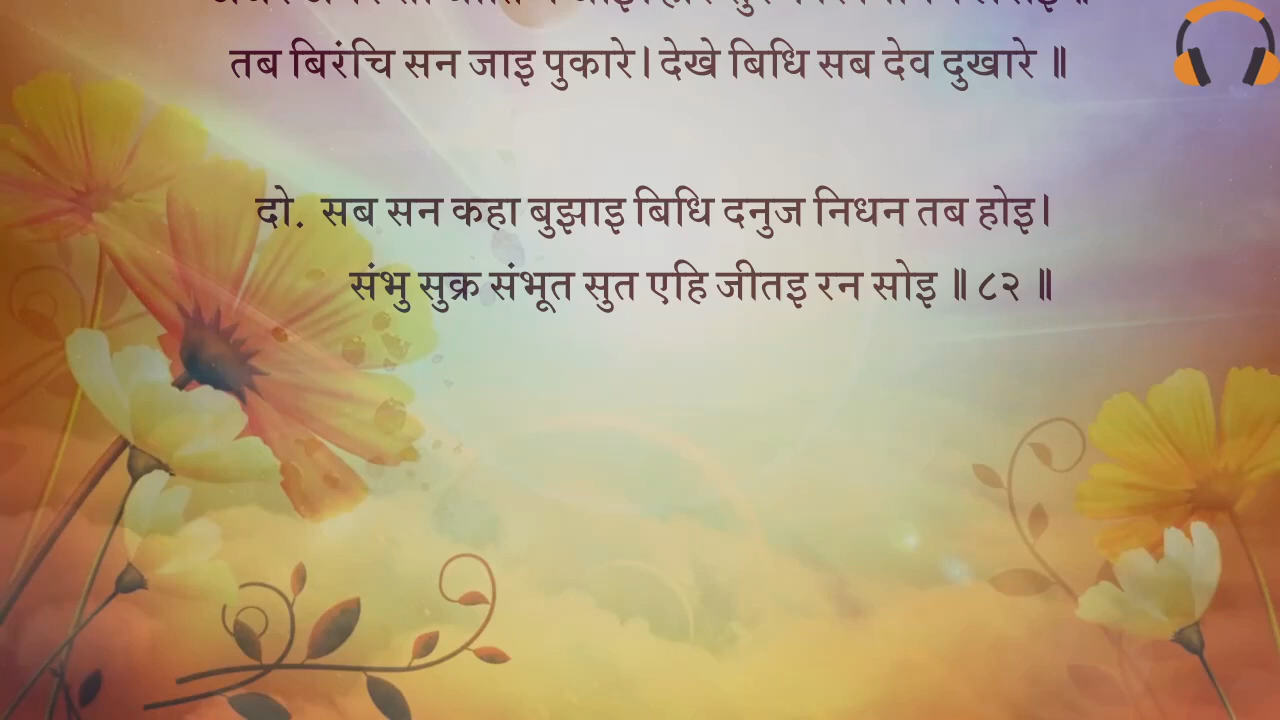 तब बिरंचि सन जाइ पुकारे। देखे बिधि सब देव दुखारे ॥
दो. सब सन कहा बुझाइ बिधि दनुज निधन तब होइ।
संभु सुक्र संभूत सुत एहि जीतइ रन सोइ ॥ ८२ ॥